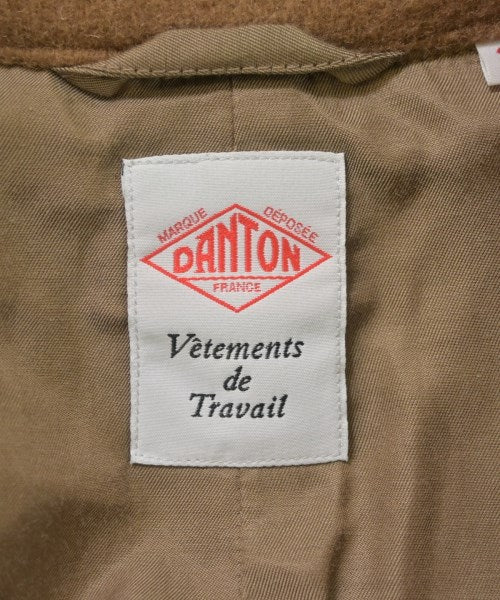 MARQUE DÉPOSÉE
DANTON
FRANCE
Vêtements
de
Travail